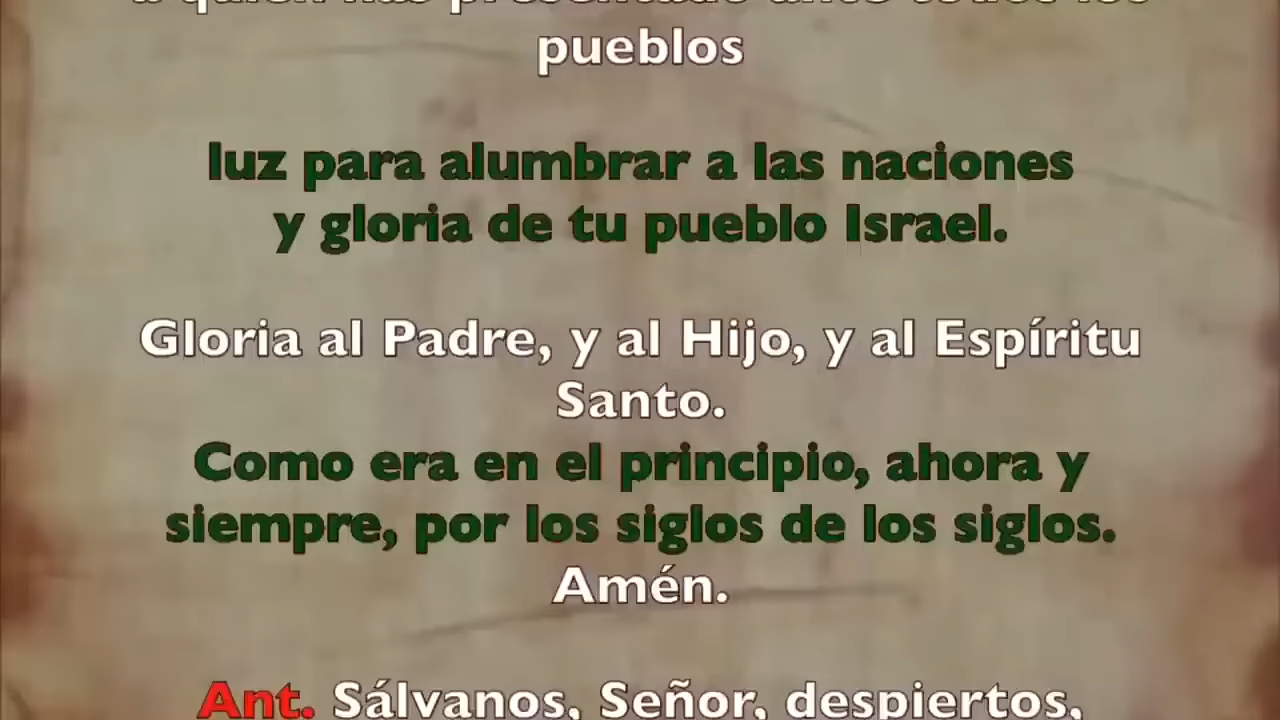 a quien has presentado ante todos los
pueblos
luz para alumbrar a las naciones
y gloria de tu pueblo Israel.
Gloria al Padre, y al Hijo, y al Espíritu
Santo.
Como era en el principio, ahora y
siempre, por los siglos de los siglos.
Amén.
Ant. Sálvanos, Señor, despiertos,